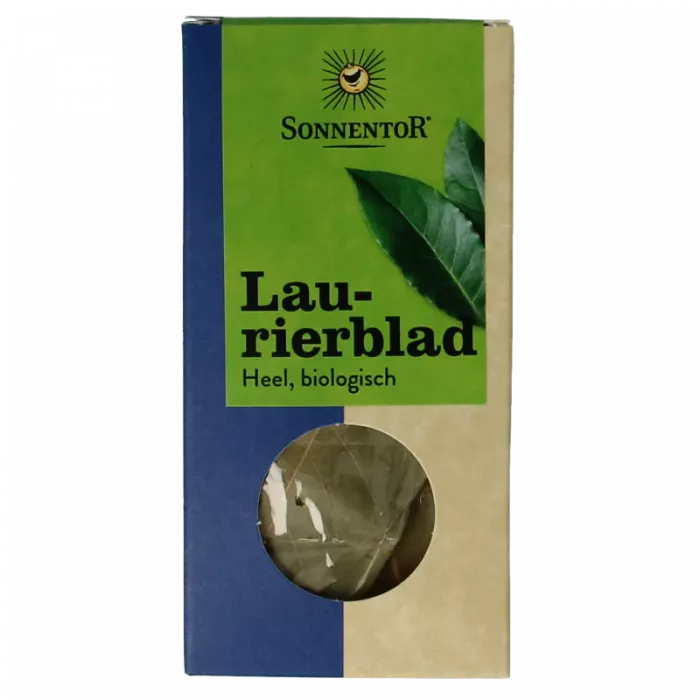 SONNENTOR®
Lau-
rierblad
Heel, biologisch